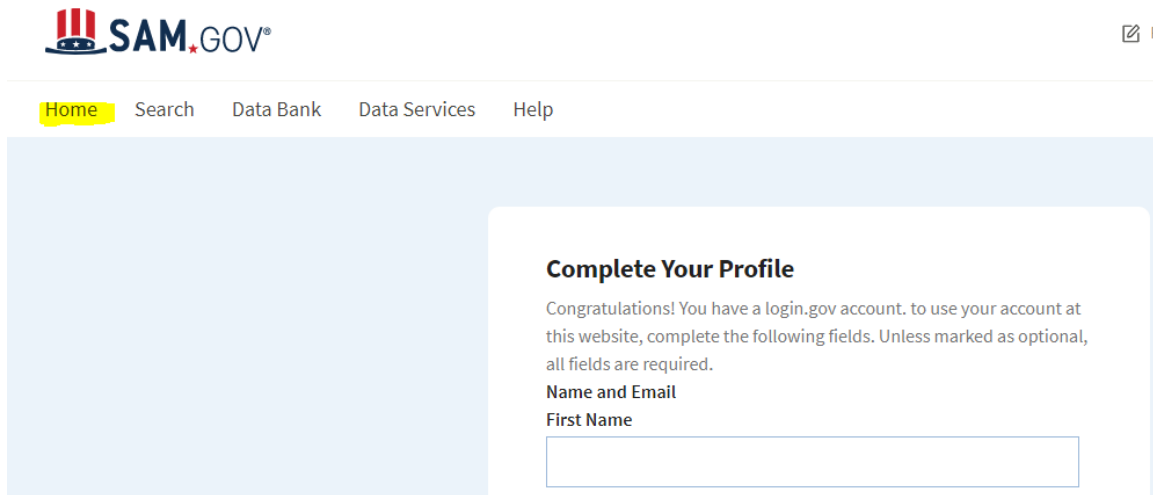 SAM.GOV®
Home Search Data Bank Data Services Help
Complete Your Profile
Congratulations! You have a login.gov account. to use your account at
this website, complete the following fields. Unless marked as optional,
all fields are required.
Name and Email
First Name